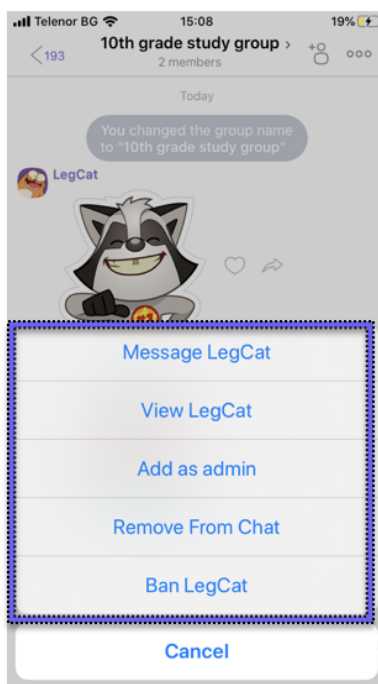 Telenor BG 15:08 19%
193 10th grade study group >
2 members
Today
You changed the group name
to "10th grade study group"
LegCat
#1
Message LegCat
View LegCat
Add as admin
Remove From Chat
Ban LegCat
Cancel